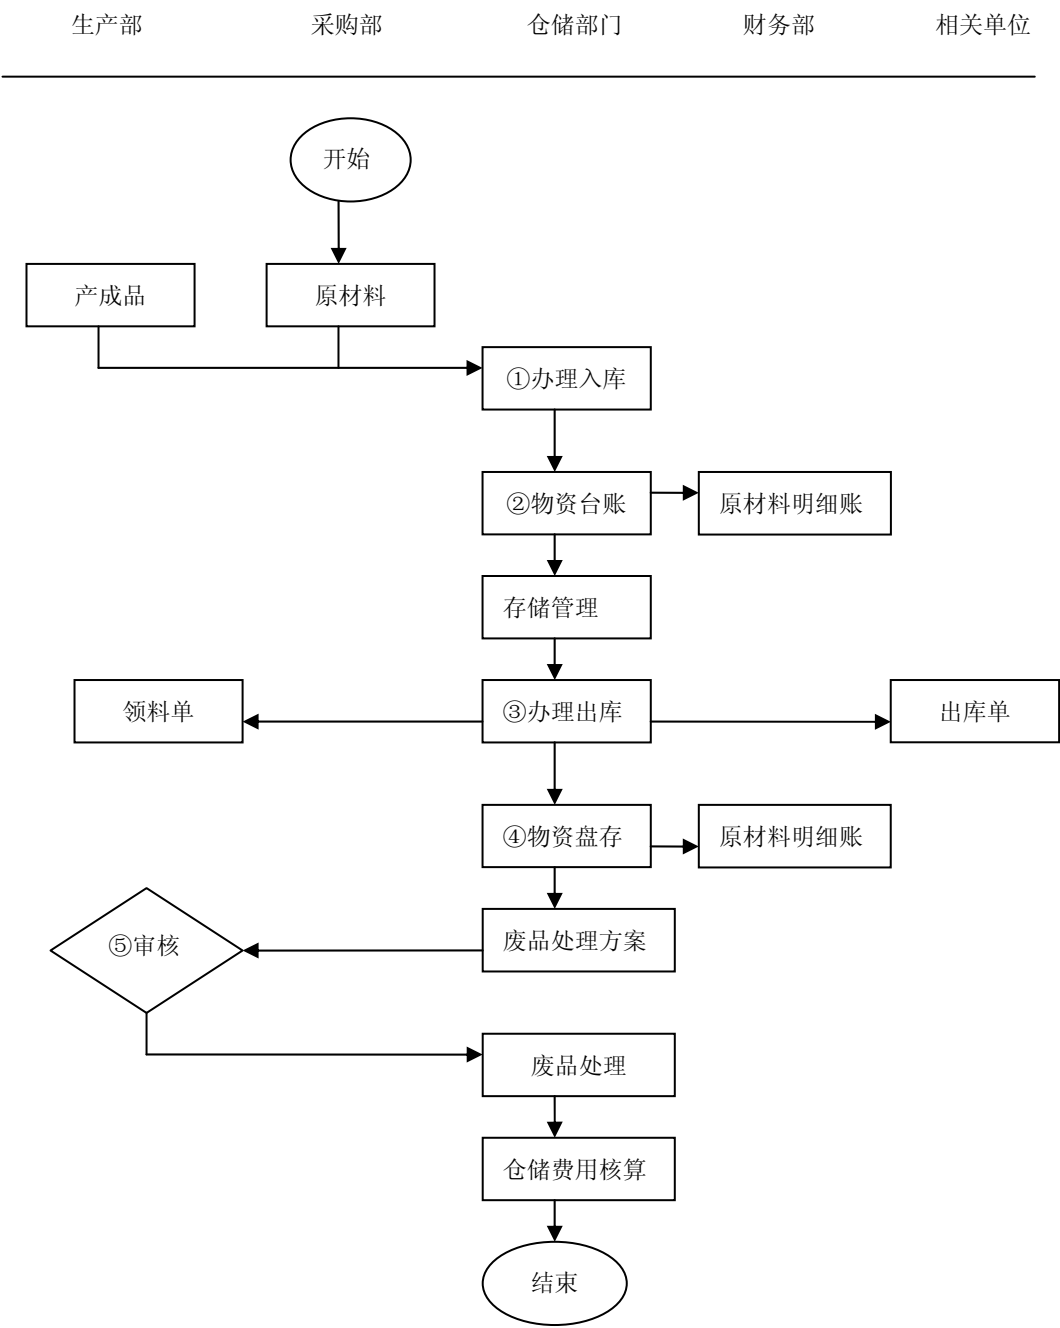 生产部 采购部 仓储部门 财务部 相关单位
开始
产成品 原材料
①办理入库
②物资台账 原材料明细账
存储管理
领料单 ③办理出库 出库单
④物资盘存 原材料明细账
⑤审核 废品处理方案
废品处理
仓储费用核算
结束